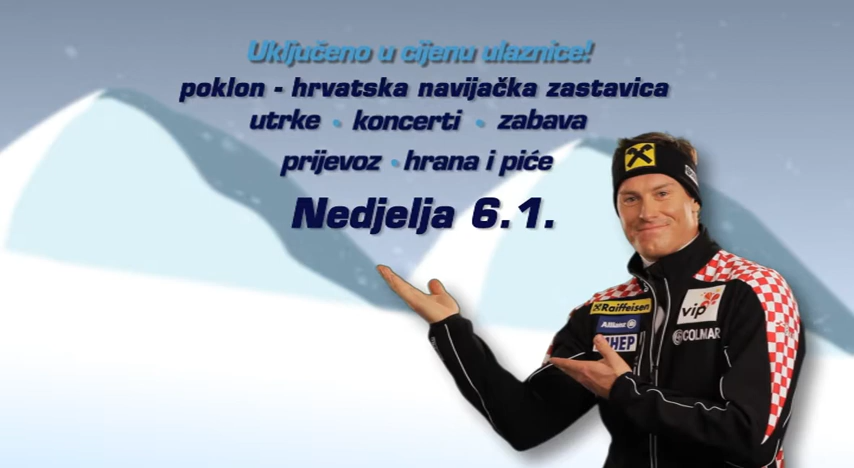 Uključeno u cijenu ulaznice!
poklon - hrvatska navijačka zastavica
utrke • koncerti • zabava
prijevoz • hrana i piće
Nedjelja 6.1.
Raiffeisen
vip
Allianz
COLMAR
HEP